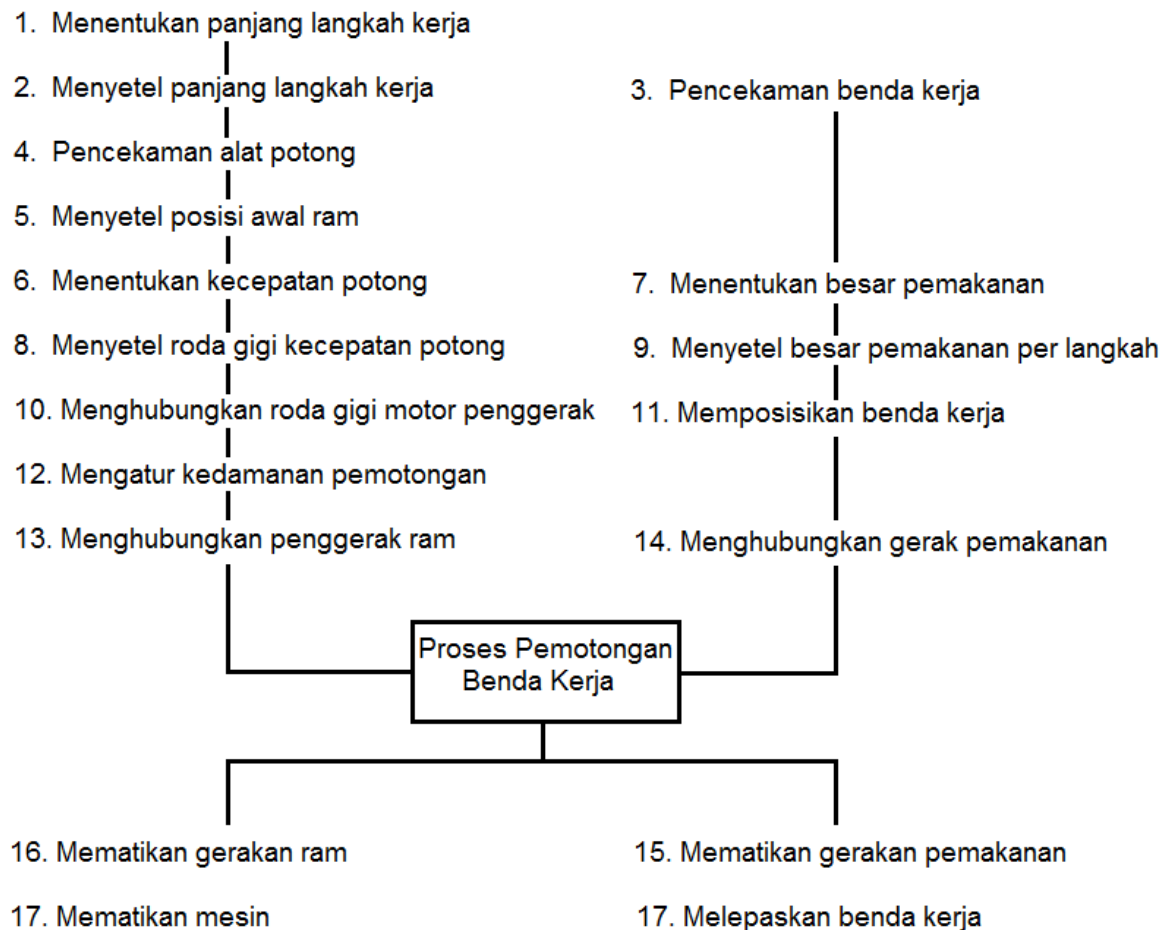 1. Menentukan panjang langkah kerja
2. Menyetel panjang langkah kerja
3. Pencekaman benda kerja
4. Pencekaman alat potong
5. Menyetel posisi awal ram
6. Menentukan kecepatan potong
7. Menentukan besar pemakanan
8. Menyetel roda gigi kecepatan potong
9. Menyetel besar pemakanan per langkah
10. Menghubungkan roda gigi motor penggerak
11. Memposisikan benda kerja
12. Mengatur kedamanan pemotongan
13. Menghubungkan penggerak ram
14. Menghubungkan gerak pemakanan
Proses Pemotongan
Benda Kerja
16. Mematikan gerakan ram
15. Mematikan gerakan pemakanan
17. Mematikan mesin
17. Melepaskan benda kerja